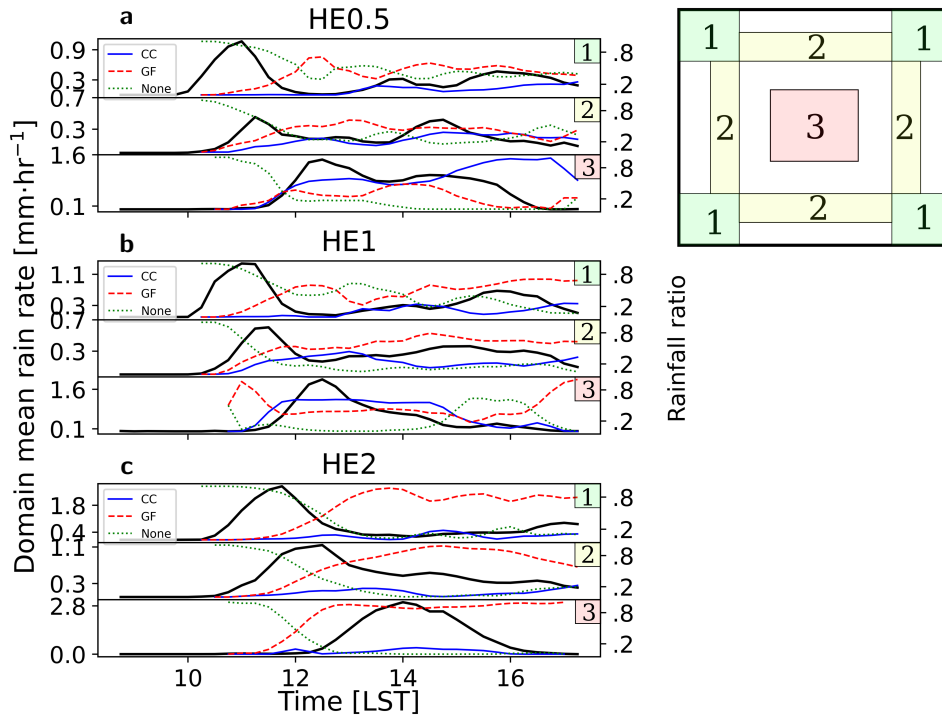 a HE0.5
0.9
0.3
CC
GF
None
1
.8
.2
0.7
0.3
2
.8
.2
1.6
0.1
3
.8
.2
b HE1
1.1
0.3
CC
GF
None
1
.8
.2
0.7
0.3
2
.8
.2
1.6
0.1
3
.8
.2
c HE2
1.8
0.4
CC
GF
None
1
.8
.2
1.1
0.3
2
.8
.2
2.8
0.0
3
.8
.2
10 12 14 16
Time [LST]
Domain mean rain rate [mm·hr⁻¹]
Rainfall ratio
1 2 1
2 3 2
1 2 1